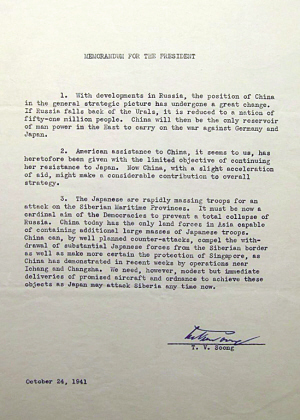 MEMORANDUM FOR THE PRESIDENT
1. With developments in Russia, the position of China
in the general strategic picture has undergone a great change.
If Russia falls back of the Urals, it is reduced to a nation of
fifty-one million people. China will then be the only reservoir
of man power in the East to carry on the war against Germany and
Japan.
2. American assistance to China, it seems to us, has
heretofore been given with the limited objective of continuing
her resistance to Japan. Now China, with a slight acceleration
of aid, might make a considerable contribution to overall
strategy.
3. The Japanese are rapidly massing troops for an
attack on the Siberian Maritime Provinces. It must be now a
cardinal aim of the Democracies to prevent a total collapse of
Russia. China today has the only land forces in Asia capable
of containing additional large masses of Japanese troops.
China can, by well planned counter-attacks, compel the with-
drawal of substantial Japanese forces from the Siberian border
as well as make more certain the protection of Singapore, as
China has demonstrated in recent weeks by operations near
Ichang and Changsha. We need, however, modest but immediate
deliveries of promised aircraft and ordnance to achieve these
objects as Japan may attack Siberia any time now.
T. V. Soong
October 24, 1941